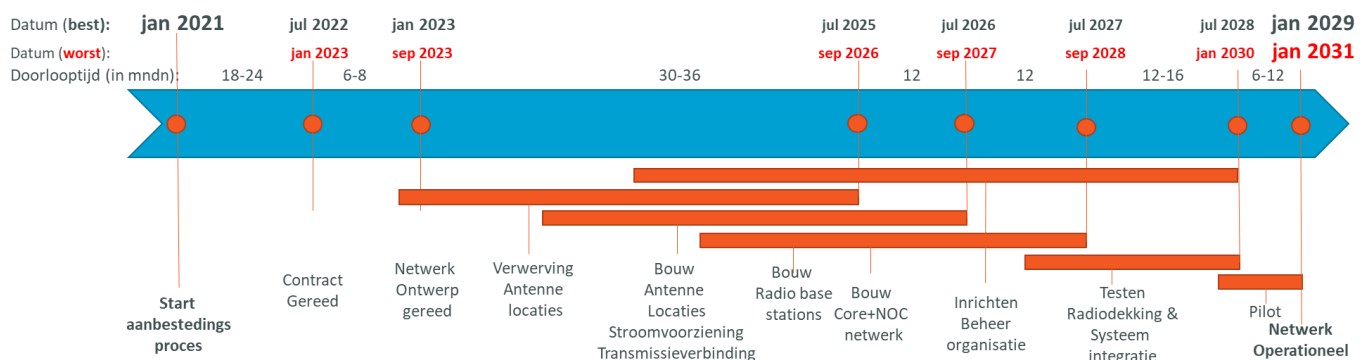 Datum (best): jan 2021 jul 2022 jan 2023 jul 2025 jul 2026 jul 2027 jul 2028 jan 2029
Datum (worst): jan 2023 sep 2023 sep 2026 sep 2027 sep 2028 jan 2030 jan 2031
Doorlooptijd (in mndn): 18-24 6-8 30-36 12 12 12-16 6-12
Start
aanbestedings
proces
Contract
Gereed
Netwerk
Ontwerp
gereed
Verwerving
Antenne
locaties
Bouw
Antenne
Locaties
Stroomvoorziening
Transmissieverbinding
Bouw
Radio base
stations
Bouw
Core+NOC
netwerk
Inrichten
Beheer
organisatie
Testen
Radiodekking &
Systeem
integratie
Pilot
Netwerk
Operationeel